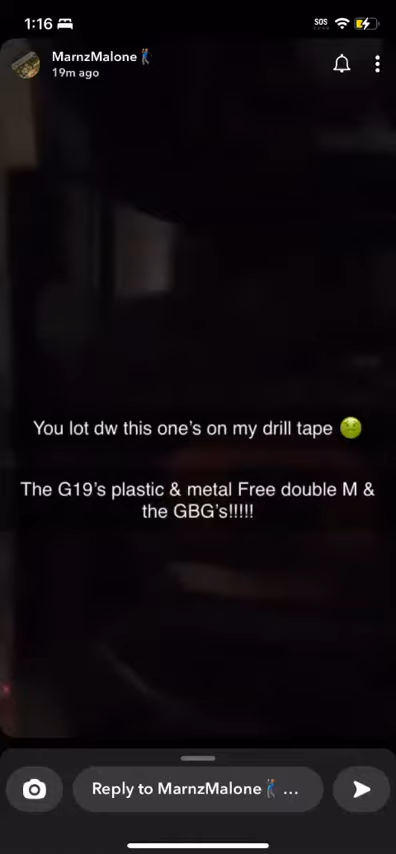 1:16
SOS
MarnzMalone
19m ago
You lot dw this one's on my drill tape
The G19's plastic & metal Free double M &
the GBG's!!!!!
Reply to MarnzMalone ...